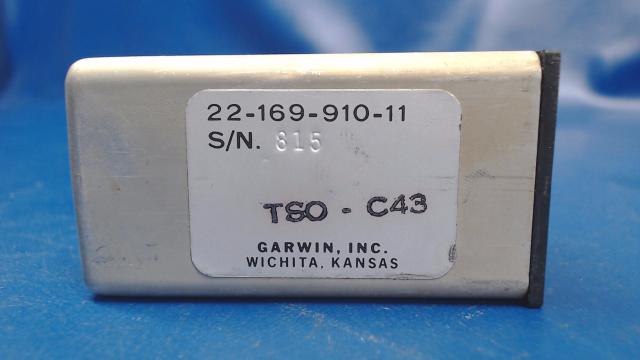 22-169-910-11
S/N. 815
TSO - C43
GARWIN, INC.
WICHITA, KANSAS